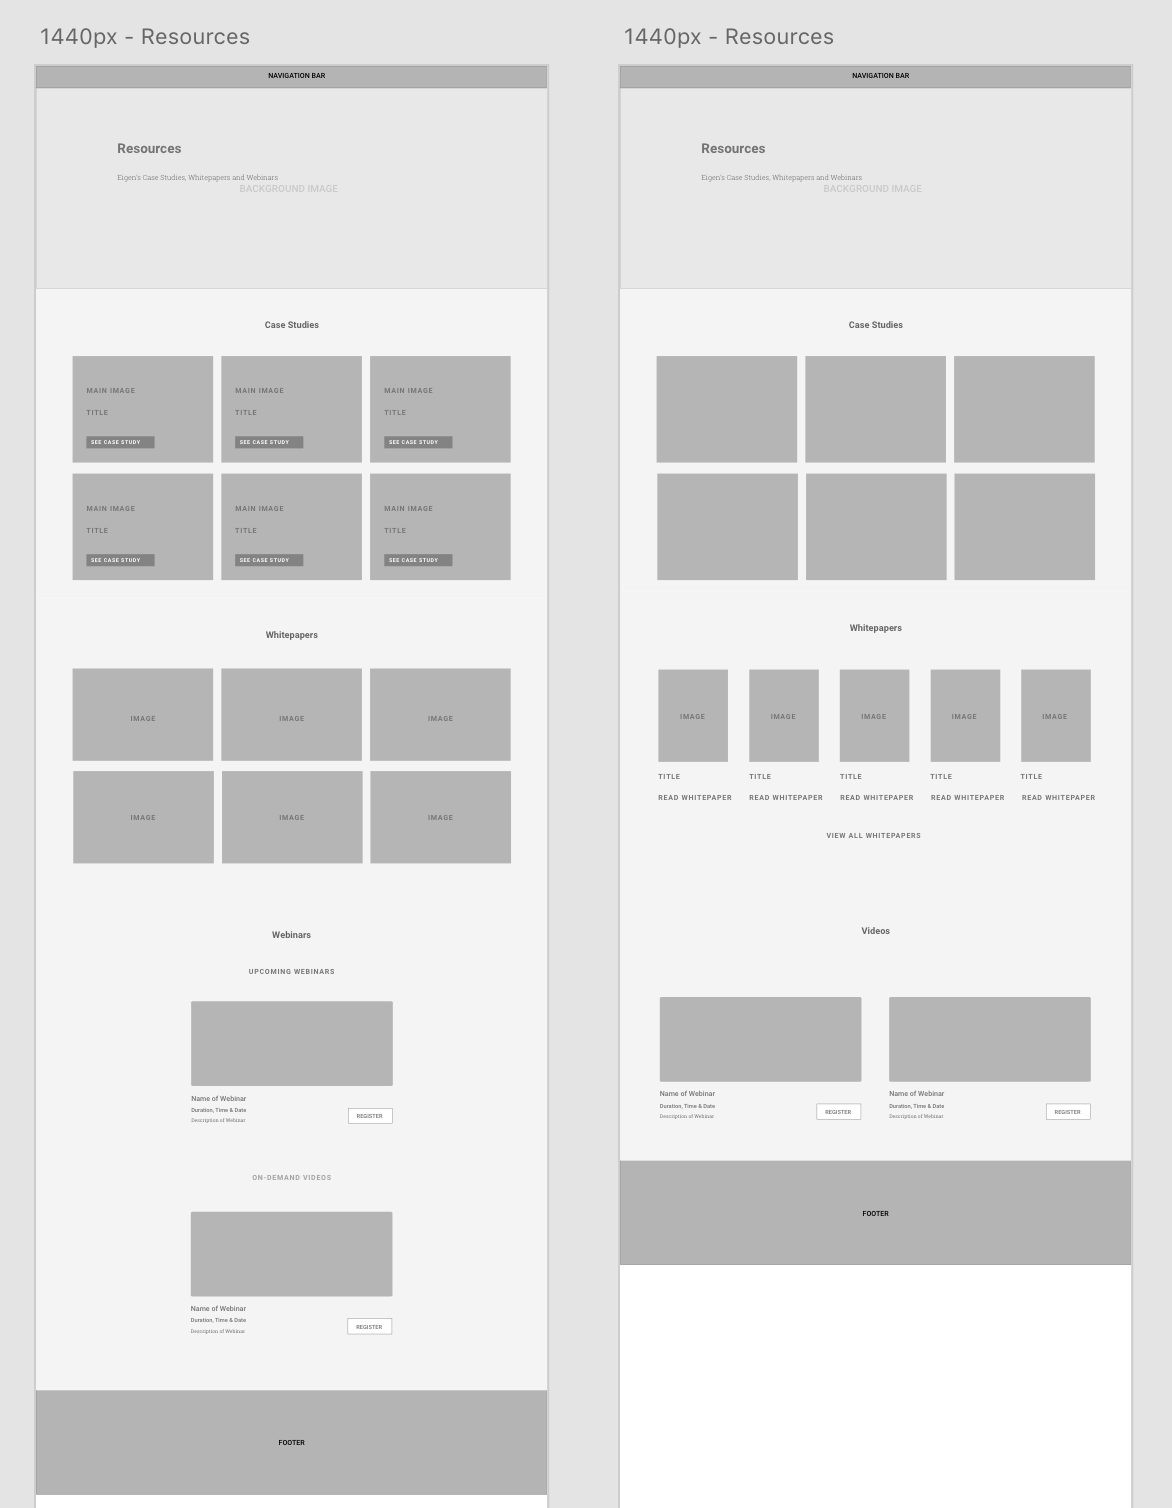 1440px - Resources
NAVIGATION BAR
Resources
Eigen's Case Studies, Whitepapers and Webinars
BACKGROUND IMAGE
Case Studies
MAIN IMAGE MAIN IMAGE MAIN IMAGE
TITLE TITLE TITLE
SEE CASE STUDY SEE CASE STUDY SEE CASE STUDY
MAIN IMAGE MAIN IMAGE MAIN IMAGE
TITLE TITLE TITLE
SEE CASE STUDY SEE CASE STUDY SEE CASE STUDY
Whitepapers
IMAGE IMAGE IMAGE
IMAGE IMAGE IMAGE
Webinars
UPCOMING WEBINARS
Name of Webinar
Duration, Time & Date
Description of Webinar
REGISTER
ON-DEMAND VIDEOS
Name of Webinar
Duration, Time & Date
Description of Webinar
REGISTER
FOOTER
1440px - Resources
NAVIGATION BAR
Resources
Eigen's Case Studies, Whitepapers and Webinars
BACKGROUND IMAGE
Case Studies
Whitepapers
IMAGE IMAGE IMAGE IMAGE IMAGE
TITLE TITLE TITLE TITLE TITLE
READ WHITEPAPER READ WHITEPAPER READ WHITEPAPER READ WHITEPAPER READ WHITEPAPER
VIEW ALL WHITEPAPERS
Videos
Name of Webinar
Duration, Time & Date
Description of Webinar
REGISTER
Name of Webinar
Duration, Time & Date
Description of Webinar
REGISTER
FOOTER